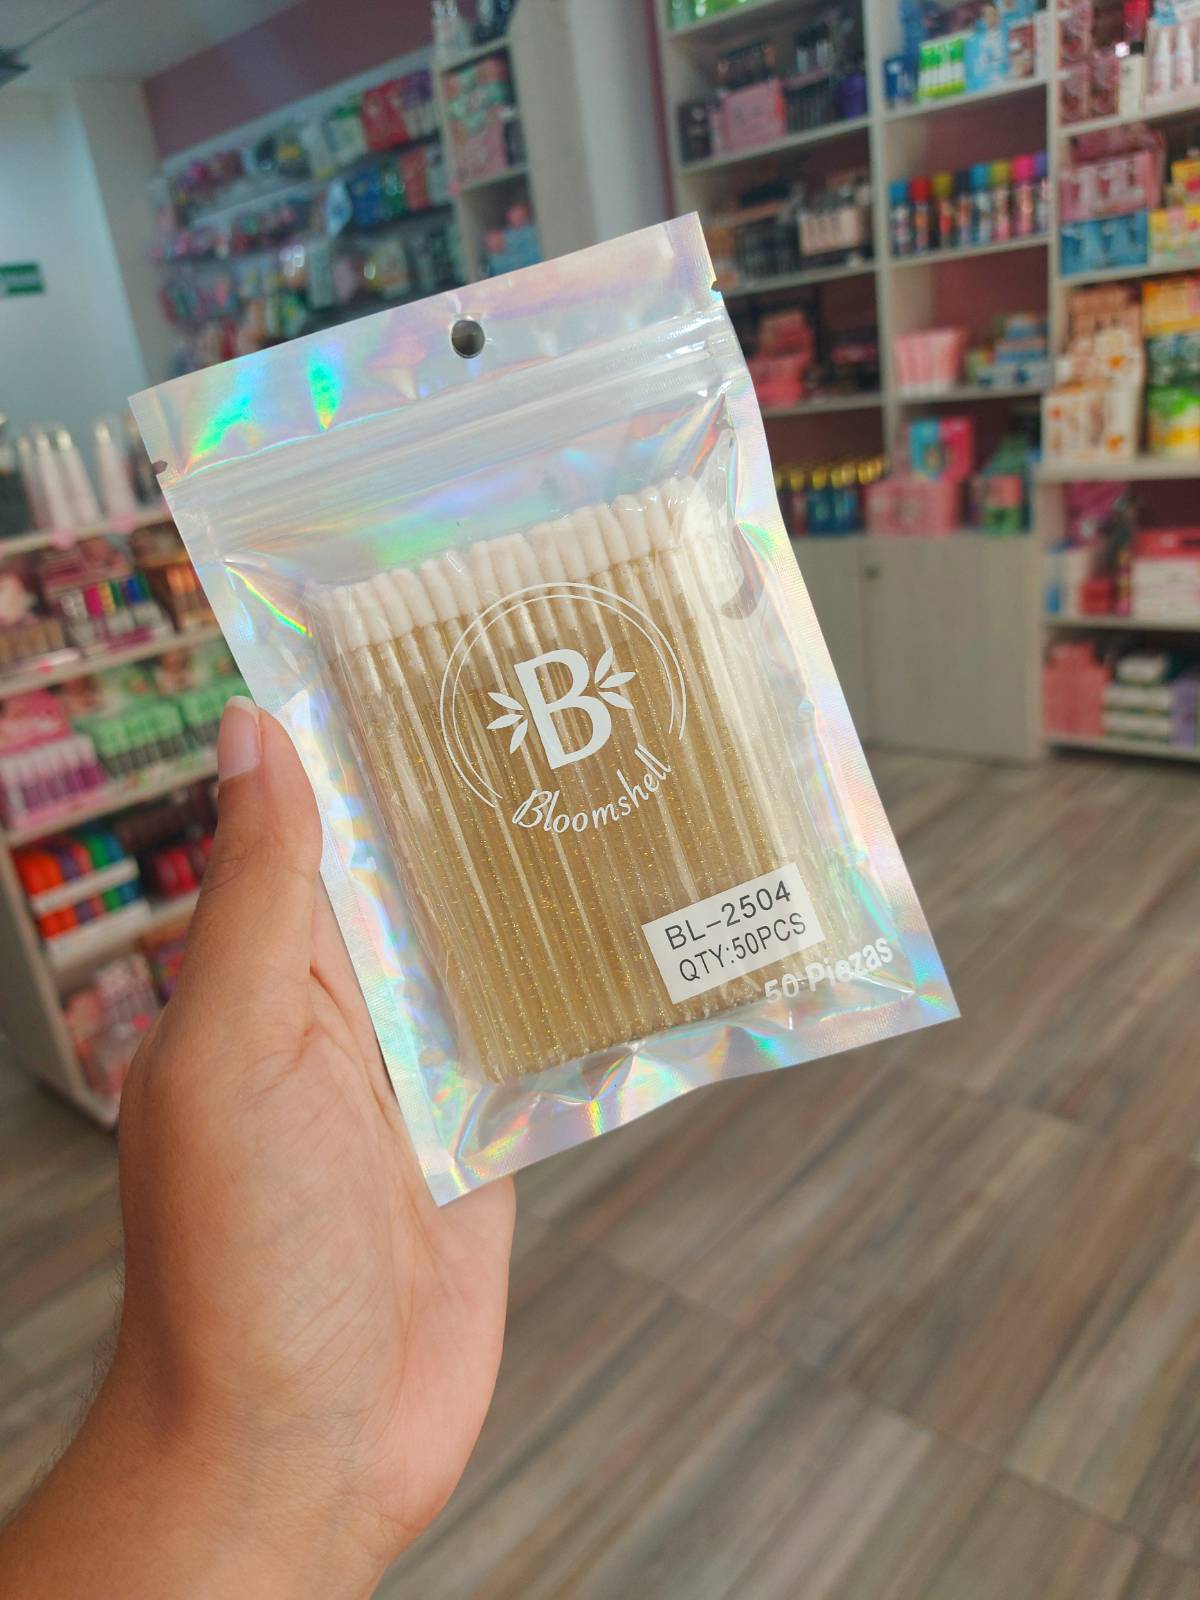 B
Bloomshell
BL-2504
QTY:50PCS
50 Piezas